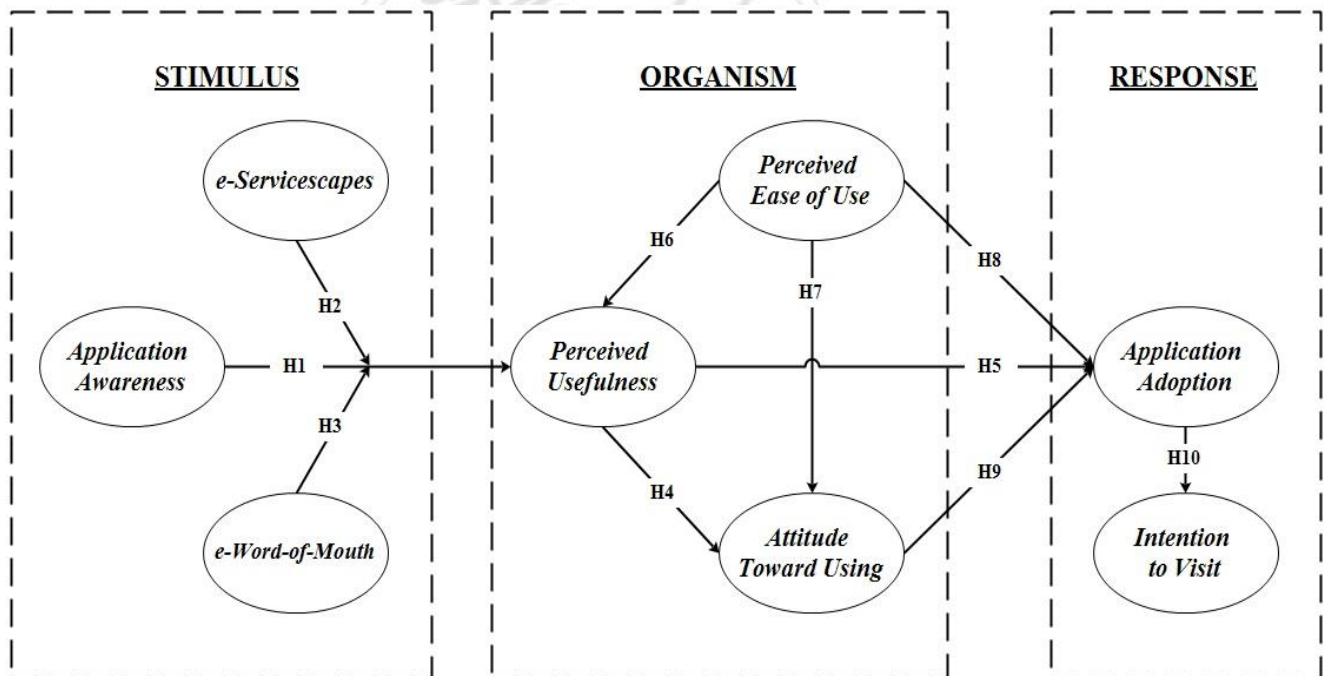 STIMULUS
ORGANISM
RESPONSE
e-Servicescapes
Perceived
Ease of Use
H6
H8
H2
H7
Application
Awareness
H1
Perceived
Usefulness
H5
Application
Adoption
H3
H4
H9
H10
e-Word-of-Mouth
Attitude
Toward Using
Intention
to Visit